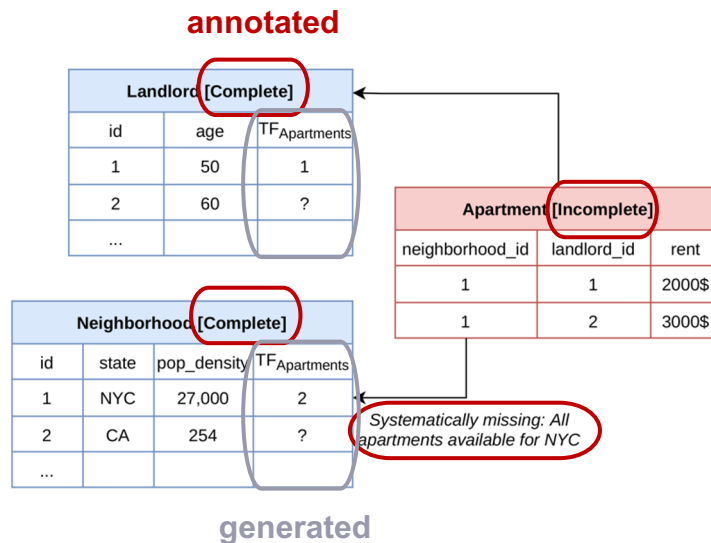 annotated
Landlord [Complete]
id age TFApartments
1 50 1
2 60 ?
...
Apartment [Incomplete]
neighborhood_id landlord_id rent
1 1 2000$
1 2 3000$
Neighborhood [Complete]
id state pop_density TFApartments
1 NYC 27,000 2
2 CA 254 ?
...
Systematically missing: All
apartments available for NYC
generated